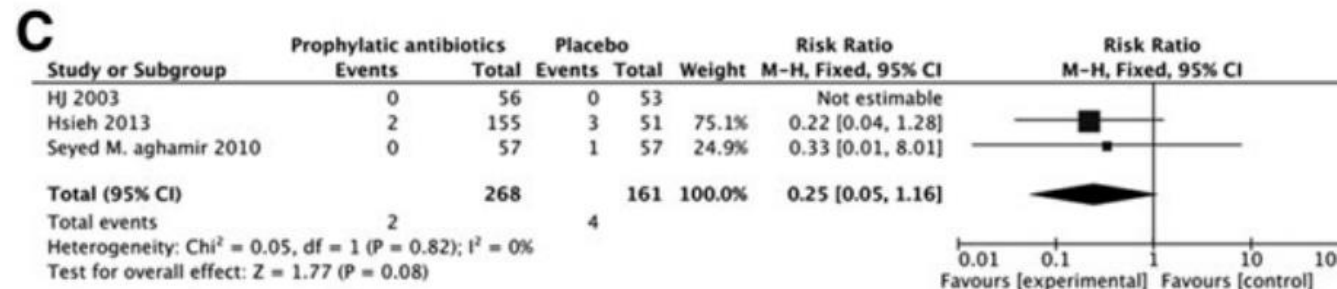 C
Prophylatic antibiotics Placebo Risk Ratio Risk Ratio
Study or Subgroup Events Total Events Total Weight M-H, Fixed, 95% CI M-H, Fixed, 95% CI
HJ 2003 0 56 0 53 Not estimable
Hsieh 2013 2 155 3 51 75.1% 0.22 [0.04, 1.28]
Seyed M. aghamir 2010 0 57 1 57 24.9% 0.33 [0.01, 8.01]
Total (95% CI) 268 161 100.0% 0.25 [0.05, 1.16]
Total events 2 4
Heterogeneity: Chi² = 0.05, df = 1 (P = 0.82); I² = 0%
Test for overall effect: Z = 1.77 (P = 0.08)
0.01 0.1 1 10 10
Favours [experimental] Favours [control]